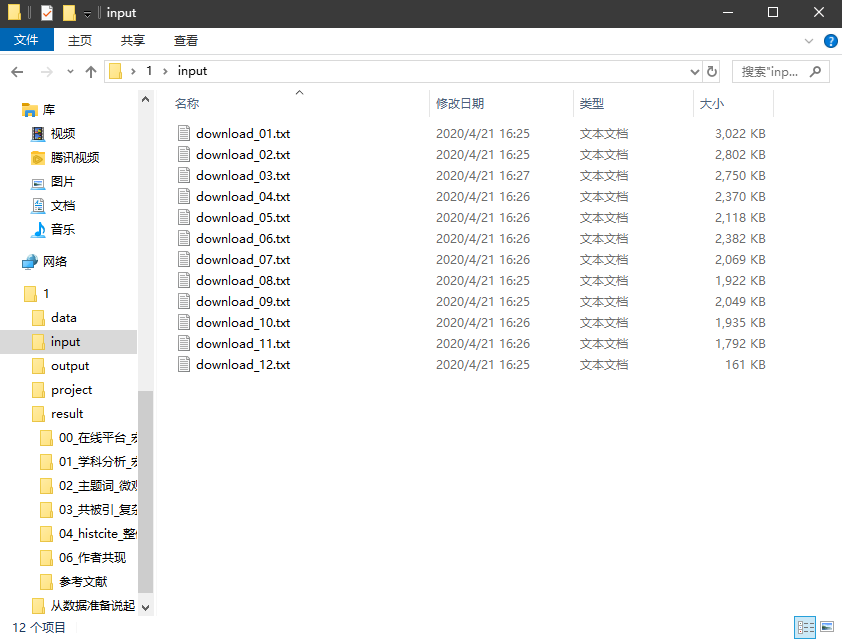 input
文件 主页 共享 查看
1 input 搜索"inp...
名称 修改日期 类型 大小
download_01.txt 2020/4/21 16:25 文本文档 3,022 KB
download_02.txt 2020/4/21 16:25 文本文档 2,802 KB
download_03.txt 2020/4/21 16:27 文本文档 2,750 KB
download_04.txt 2020/4/21 16:26 文本文档 2,370 KB
download_05.txt 2020/4/21 16:26 文本文档 2,118 KB
download_06.txt 2020/4/21 16:26 文本文档 2,382 KB
download_07.txt 2020/4/21 16:26 文本文档 2,069 KB
download_08.txt 2020/4/21 16:25 文本文档 1,922 KB
download_09.txt 2020/4/21 16:25 文本文档 2,049 KB
download_10.txt 2020/4/21 16:26 文本文档 1,935 KB
download_11.txt 2020/4/21 16:26 文本文档 1,792 KB
download_12.txt 2020/4/21 16:25 文本文档 161 KB
库
视频
腾讯视频
图片
文档
音乐
网络
1
data
input
output
project
result
00_在线平台_
01_学科分析_
02_主题词_微观
03_共被引_复杂
04_histcite_整
06_作者共现
参考文献
从数据准备说起
12 个项目